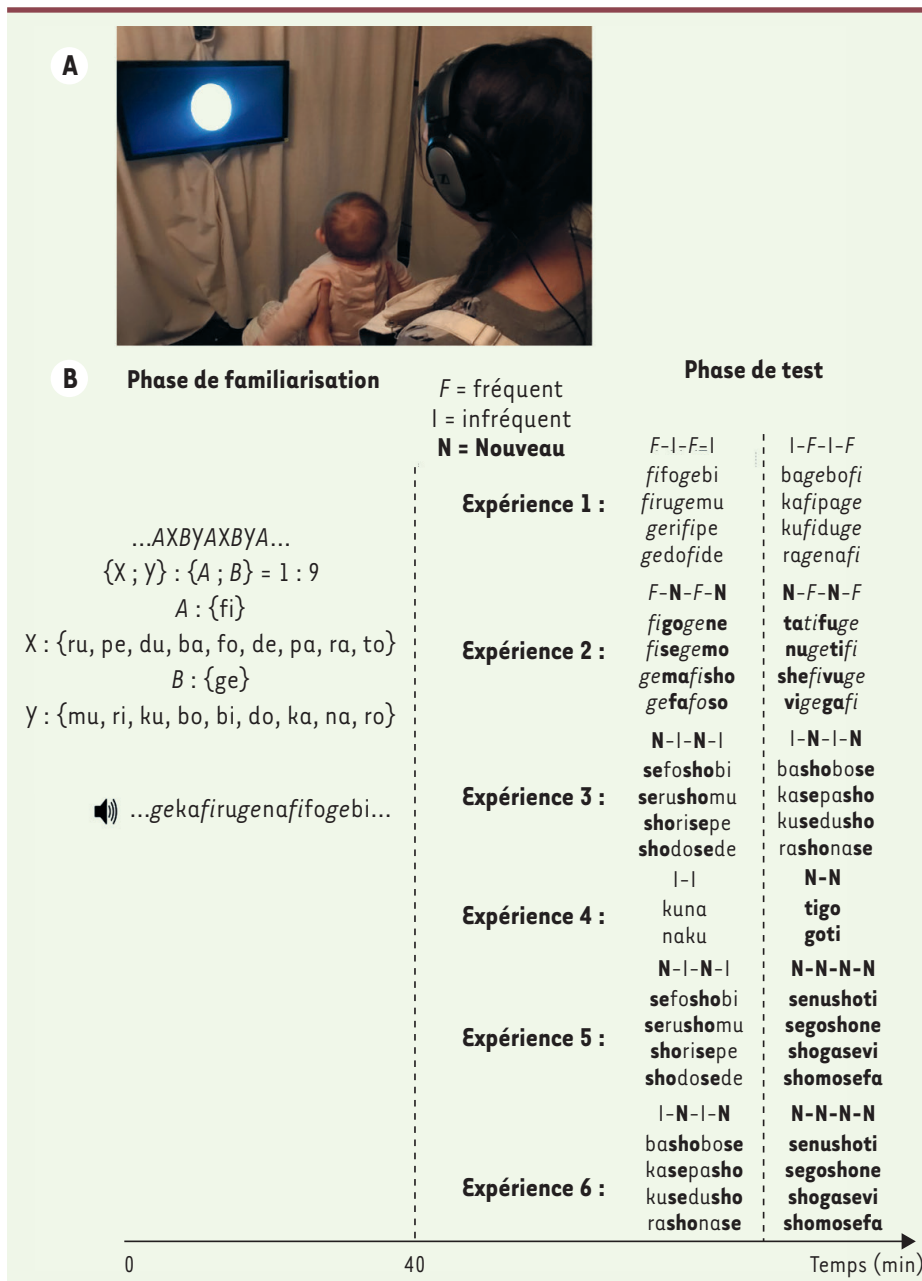 A
B
Phase de familiarisation
...AXBYAXBYA...
{X ; Y} : {A ; B} = 1 : 9
A : {fi}
X : {ru, pe, du, ba, fo, de, pa, ra, to}
B : {ge}
Y : {mu, ri, ku, bo, bi, do, ka, na, ro}
...gekafirugenafifogebi...
F = fréquent
I = infréquent
N = Nouveau
Phase de test
Expérience 1 :
F-I-F=I
fifogebi
firugemu
gerifipe
gedofide
I-F-I-F
bagebofi
kafipage
kufiduge
ragenafi
Expérience 2 :
F-N-F-N
figogene
fisegemo
gemafisho
gefafoso
N-F-N-F
tatifuge
nugetifi
shefivuge
vigegafi
Expérience 3 :
N-I-N-I
sefoshobi
serushomu
shorisepe
shodosede
I-N-I-N
bashobose
kasepasho
kusedusho
rashonase
Expérience 4 :
I-I
kuna
naku
N-N
tigo
goti
Expérience 5 :
N-I-N-I
sefoshobi
serushomu
shorisepe
shodosede
N-N-N-N
senushoti
segoshone
shogasevi
shomosefa
Expérience 6 :
I-N-I-N
bashobose
kasepasho
kusedusho
rashonase
N-N-N-N
senushoti
segoshone
shogasevi
shomosefa
0
40
Temps (min)